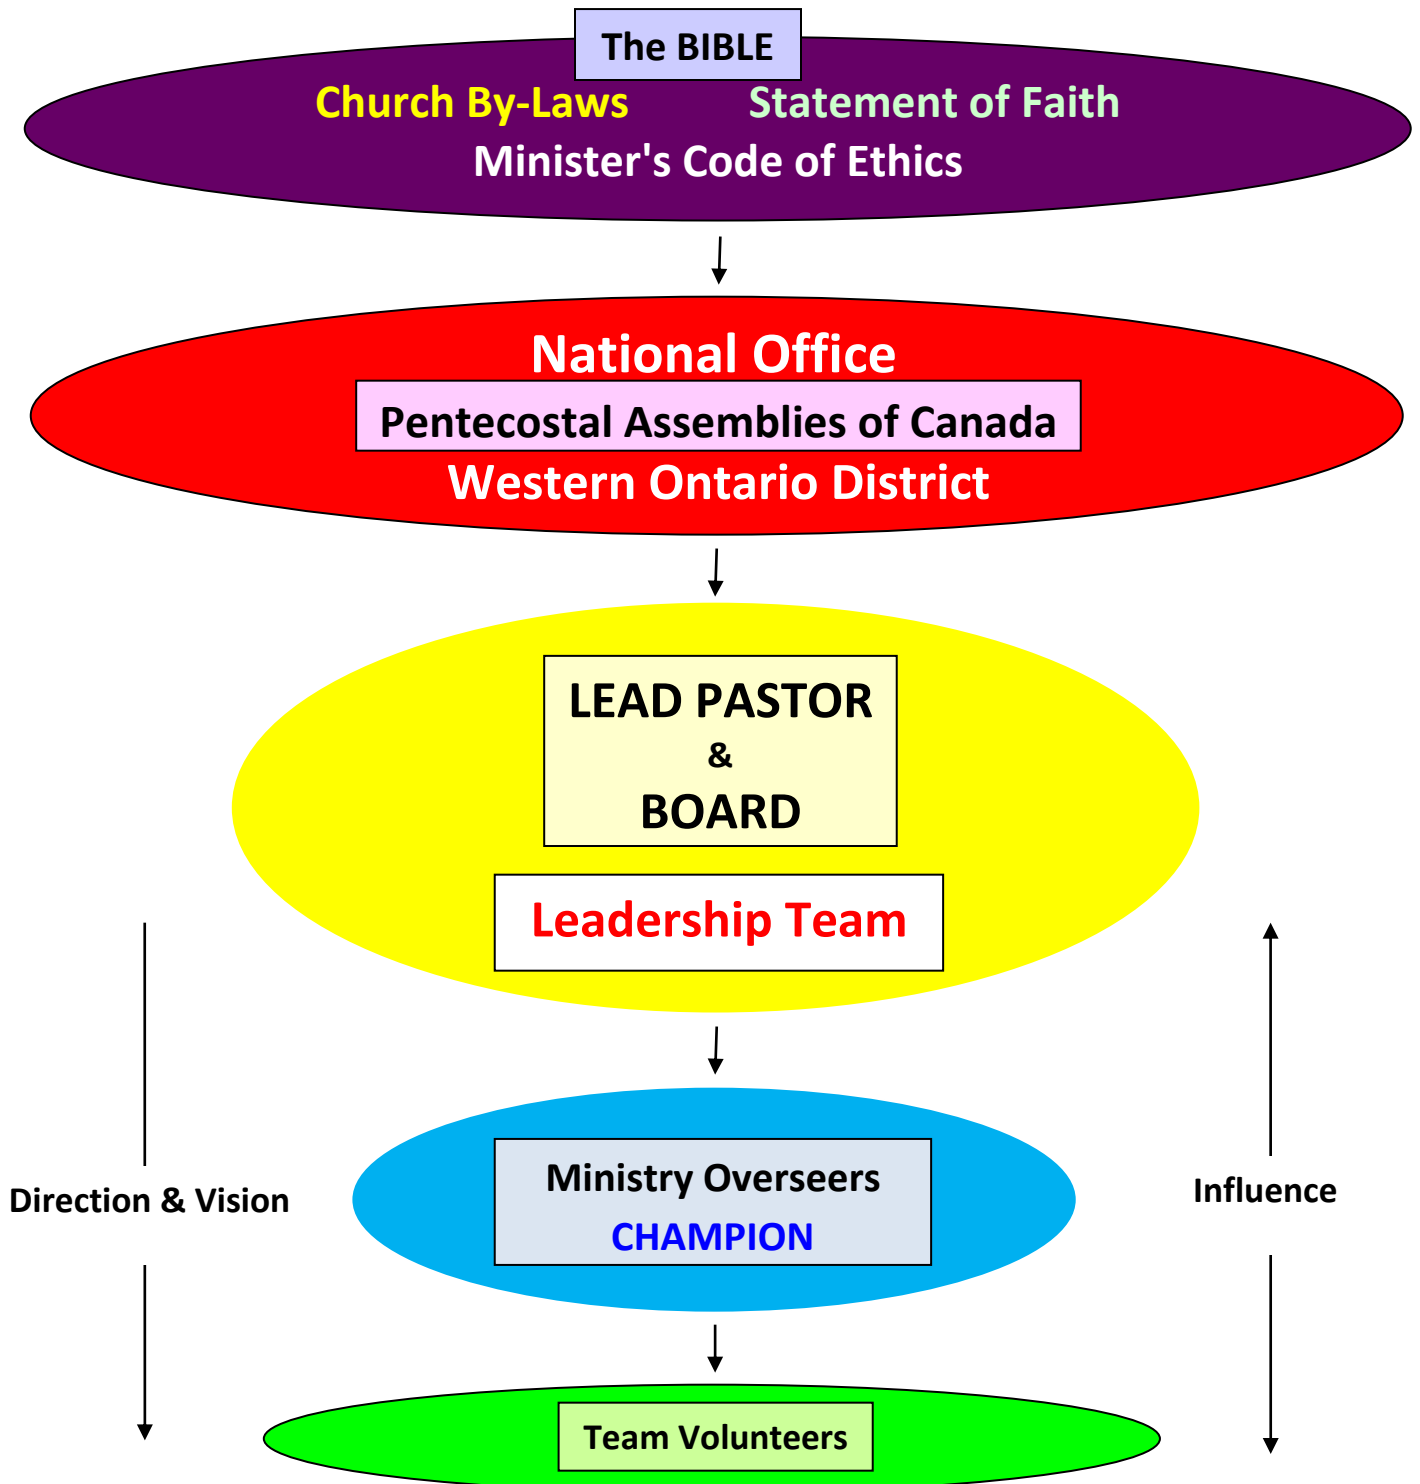 The BIBLE
Church By-Laws Statement of Faith
Minister's Code of Ethics
National Office
Pentecostal Assemblies of Canada
Western Ontario District
LEAD PASTOR
&
BOARD
Leadership Team
Direction & Vision
Ministry Overseers
CHAMPION
Influence
Team Volunteers